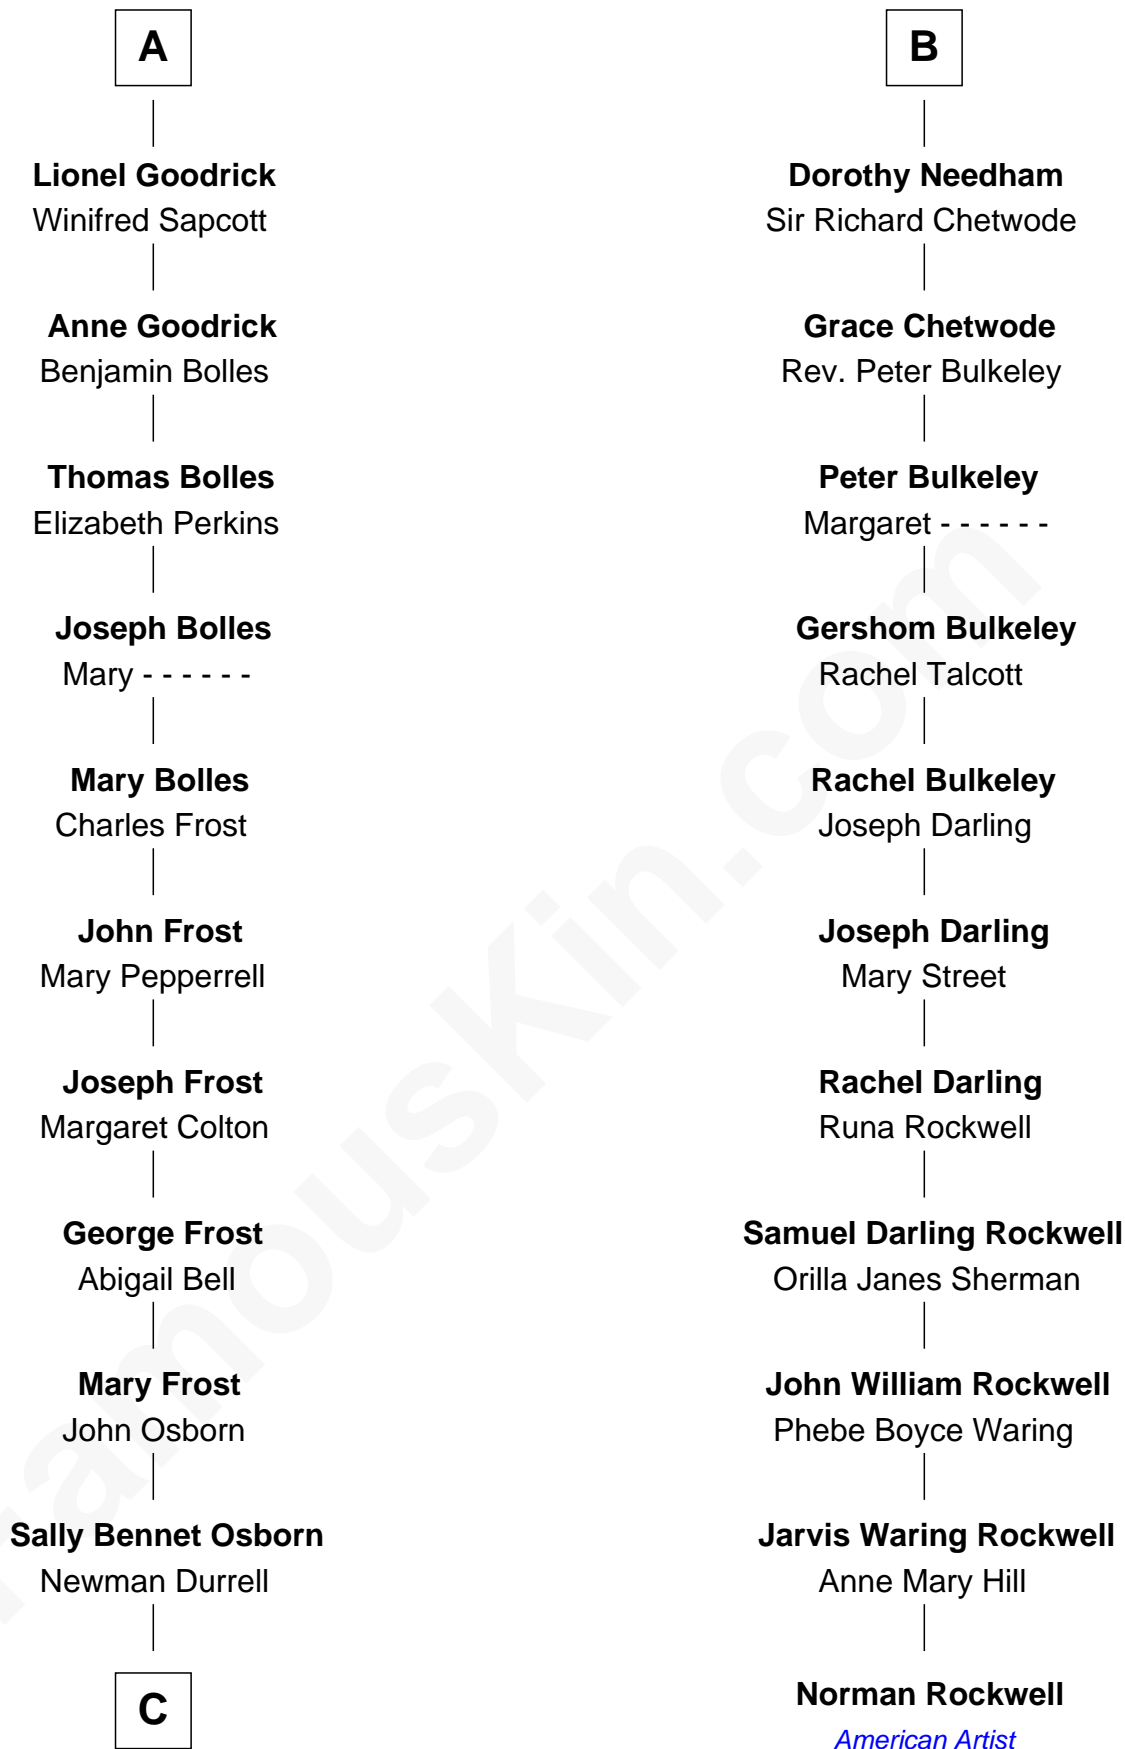 A
Lionel Goodrick
Winifred Sapcott
Anne Goodrick
Benjamin Bolles
Thomas Bolles
Elizabeth Perkins
Joseph Bolles
Mary - - - - - -
Mary Bolles
Charles Frost
John Frost
Mary Pepperrell
Joseph Frost
Margaret Colton
George Frost
Abigail Bell
Mary Frost
John Osborn
Sally Bennet Osborn
Newman Durrell
C
B
Dorothy Needham
Sir Richard Chetwode
Grace Chetwode
Rev. Peter Bulkeley
Peter Bulkeley
Margaret - - - - - -
Gershom Bulkeley
Rachel Talcott
Rachel Bulkeley
Joseph Darling
Joseph Darling
Mary Street
Rachel Darling
Runa Rockwell
Samuel Darling Rockwell
Orilla Janes Sherman
John William Rockwell
Phebe Boyce Waring
Jarvis Waring Rockwell
Anne Mary Hill
Norman Rockwell
American Artist
FamousKin.com